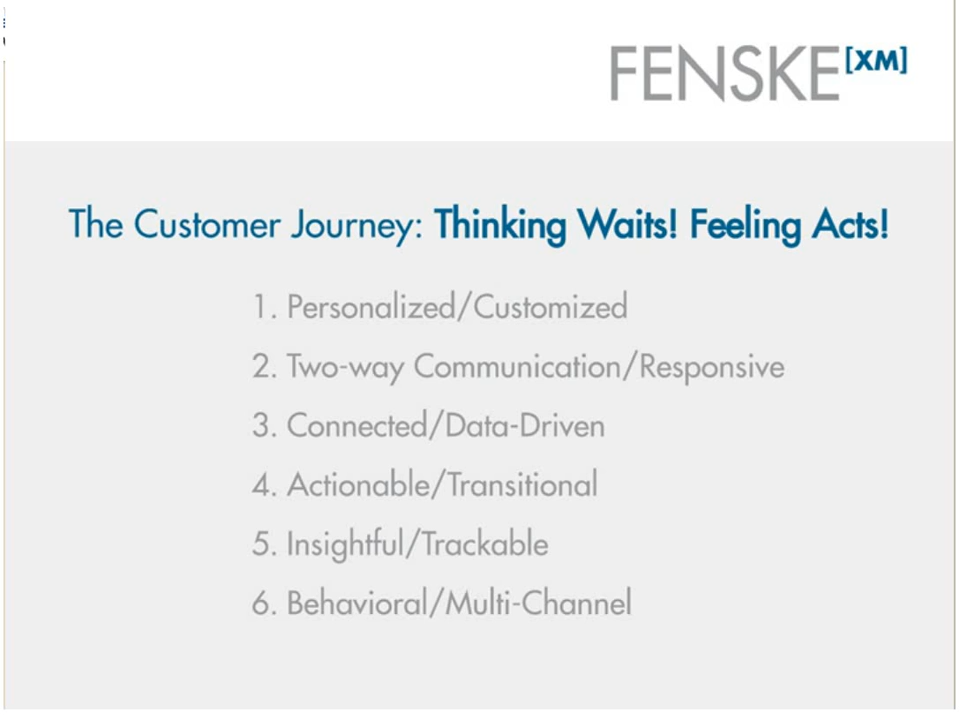 FENSKE[XM]
The Customer Journey: Thinking Waits! Feeling Acts!
1. Personalized/Customized
2. Two-way Communication/Responsive
3. Connected/Data-Driven
4. Actionable/Transitional
5. Insightful/Trackable
6. Behavioral/Multi-Channel